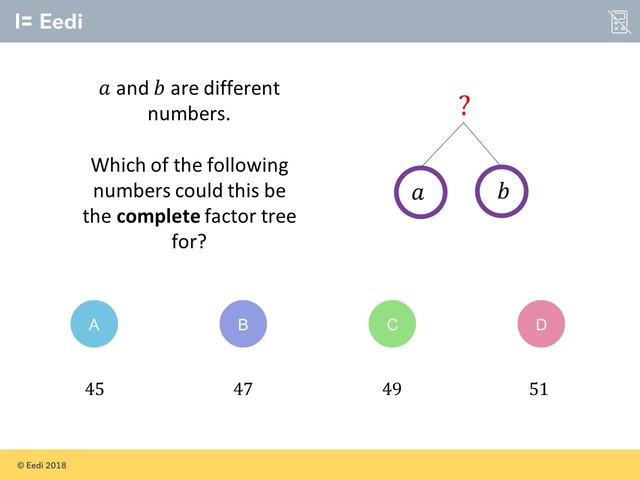 I= Eedi
a and b are different
numbers.
Which of the following
numbers could this be
the complete factor tree
for?
?
a
b
A
B
C
D
45
47
49
51
© Eedi 2018